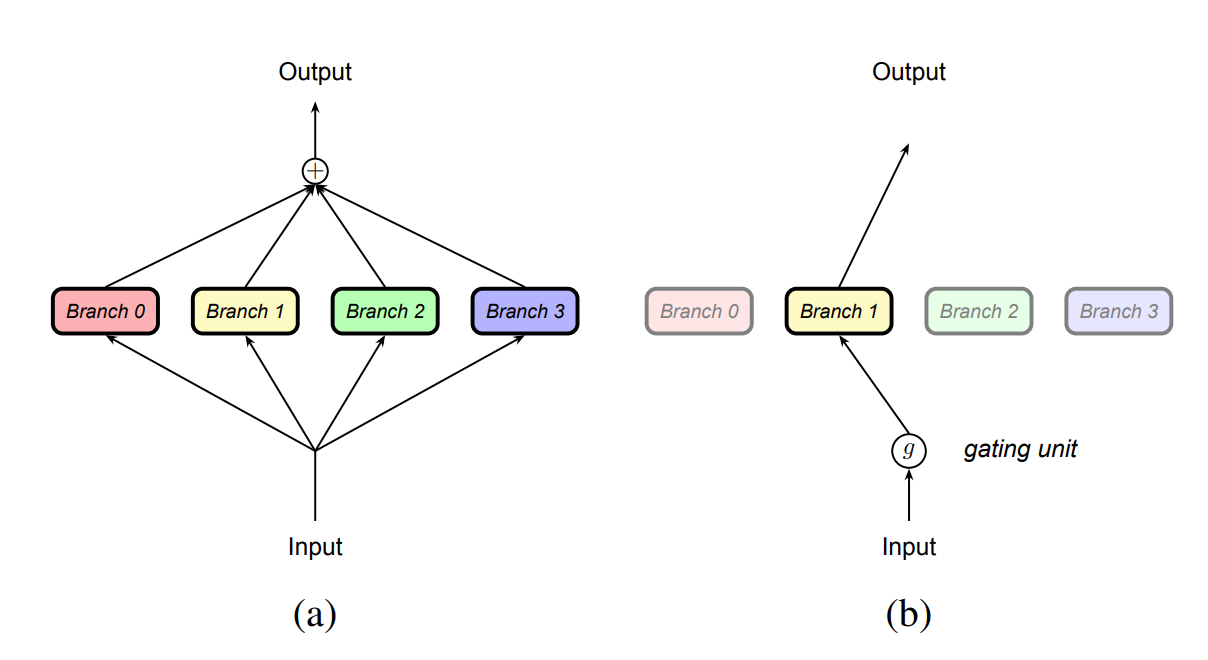 Output
+
Branch 0
Branch 1
Branch 2
Branch 3
Input
(a)
Output
Branch 0
Branch 1
Branch 2
Branch 3
g
gating unit
Input
(b)